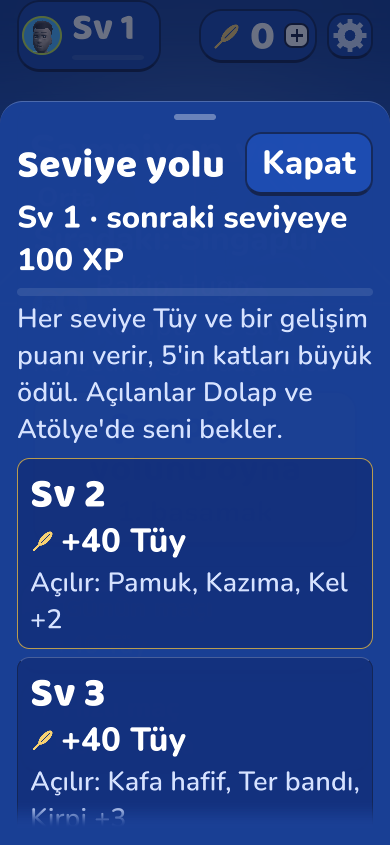 Sv 1
0
Seviye yolu
Kapat
Sv 1 · sonraki seviyeye
100 XP
Her seviye Tüy ve bir gelişim
puanı verir, 5'in katları büyük
ödül. Açılanlar Dolap ve
Atölye'de seni bekler.
Sv 2
+40 Tüy
Açılır: Pamuk, Kazıma, Kel
+2
Sv 3
+40 Tüy
Açılır: Kafa hafif, Ter bandı,
Kirpi +3